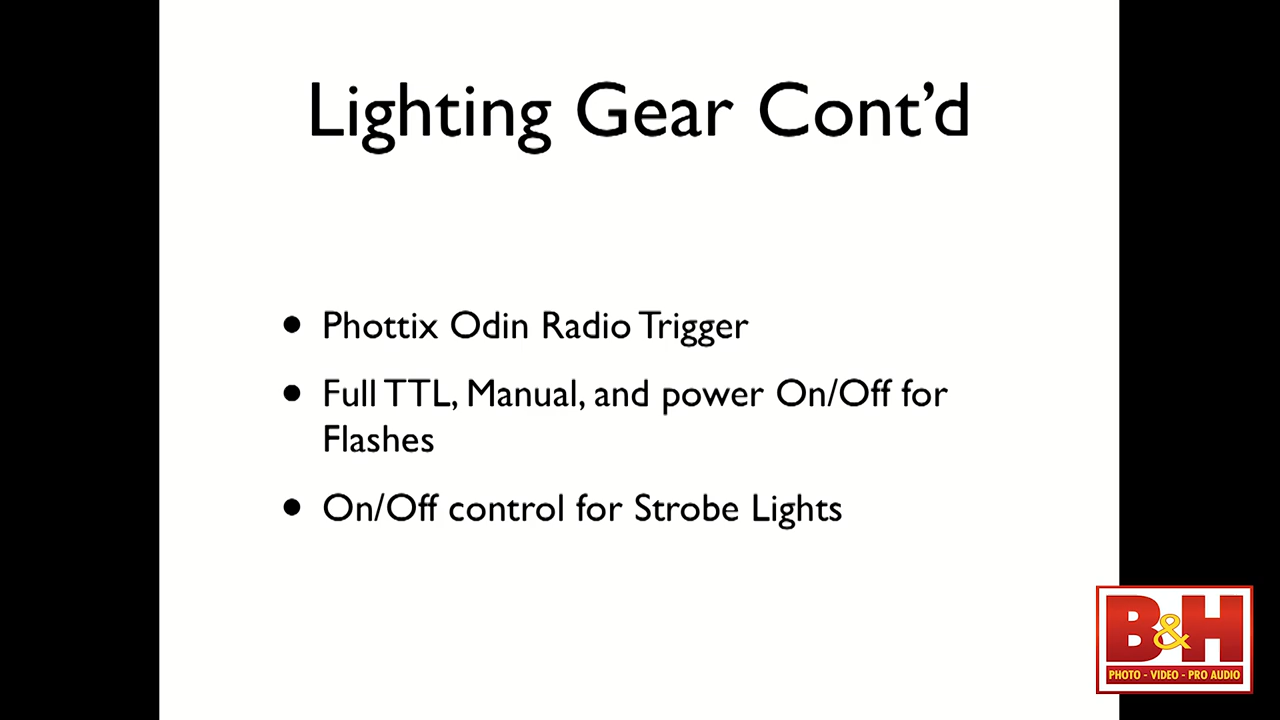 Lighting Gear Cont’d
• Phottix Odin Radio Trigger
• Full TTL, Manual, and power On/Off for
Flashes
• On/Off control for Strobe Lights
B&H
PHOTO - VIDEO - PRO AUDIO